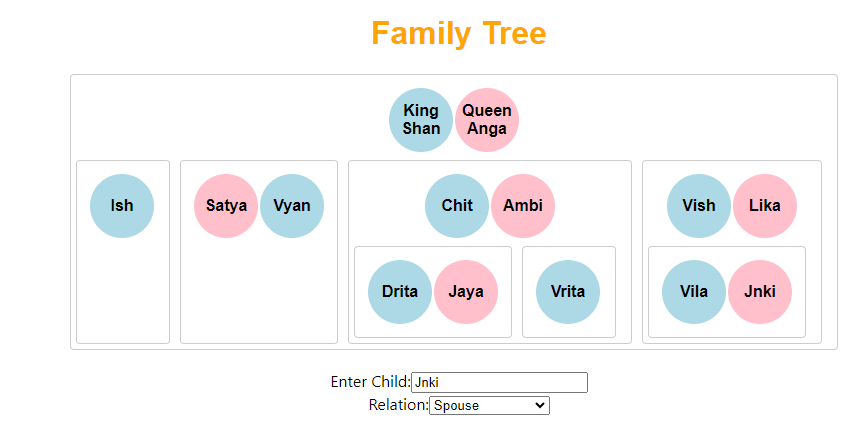 Family Tree
King Shan
Queen Anga
Ish
Satya
Vyan
Chit
Ambi
Vish
Lika
Drita
Jaya
Vrita
Vila
Jnki
Enter Child: Jnki
Relation: Spouse